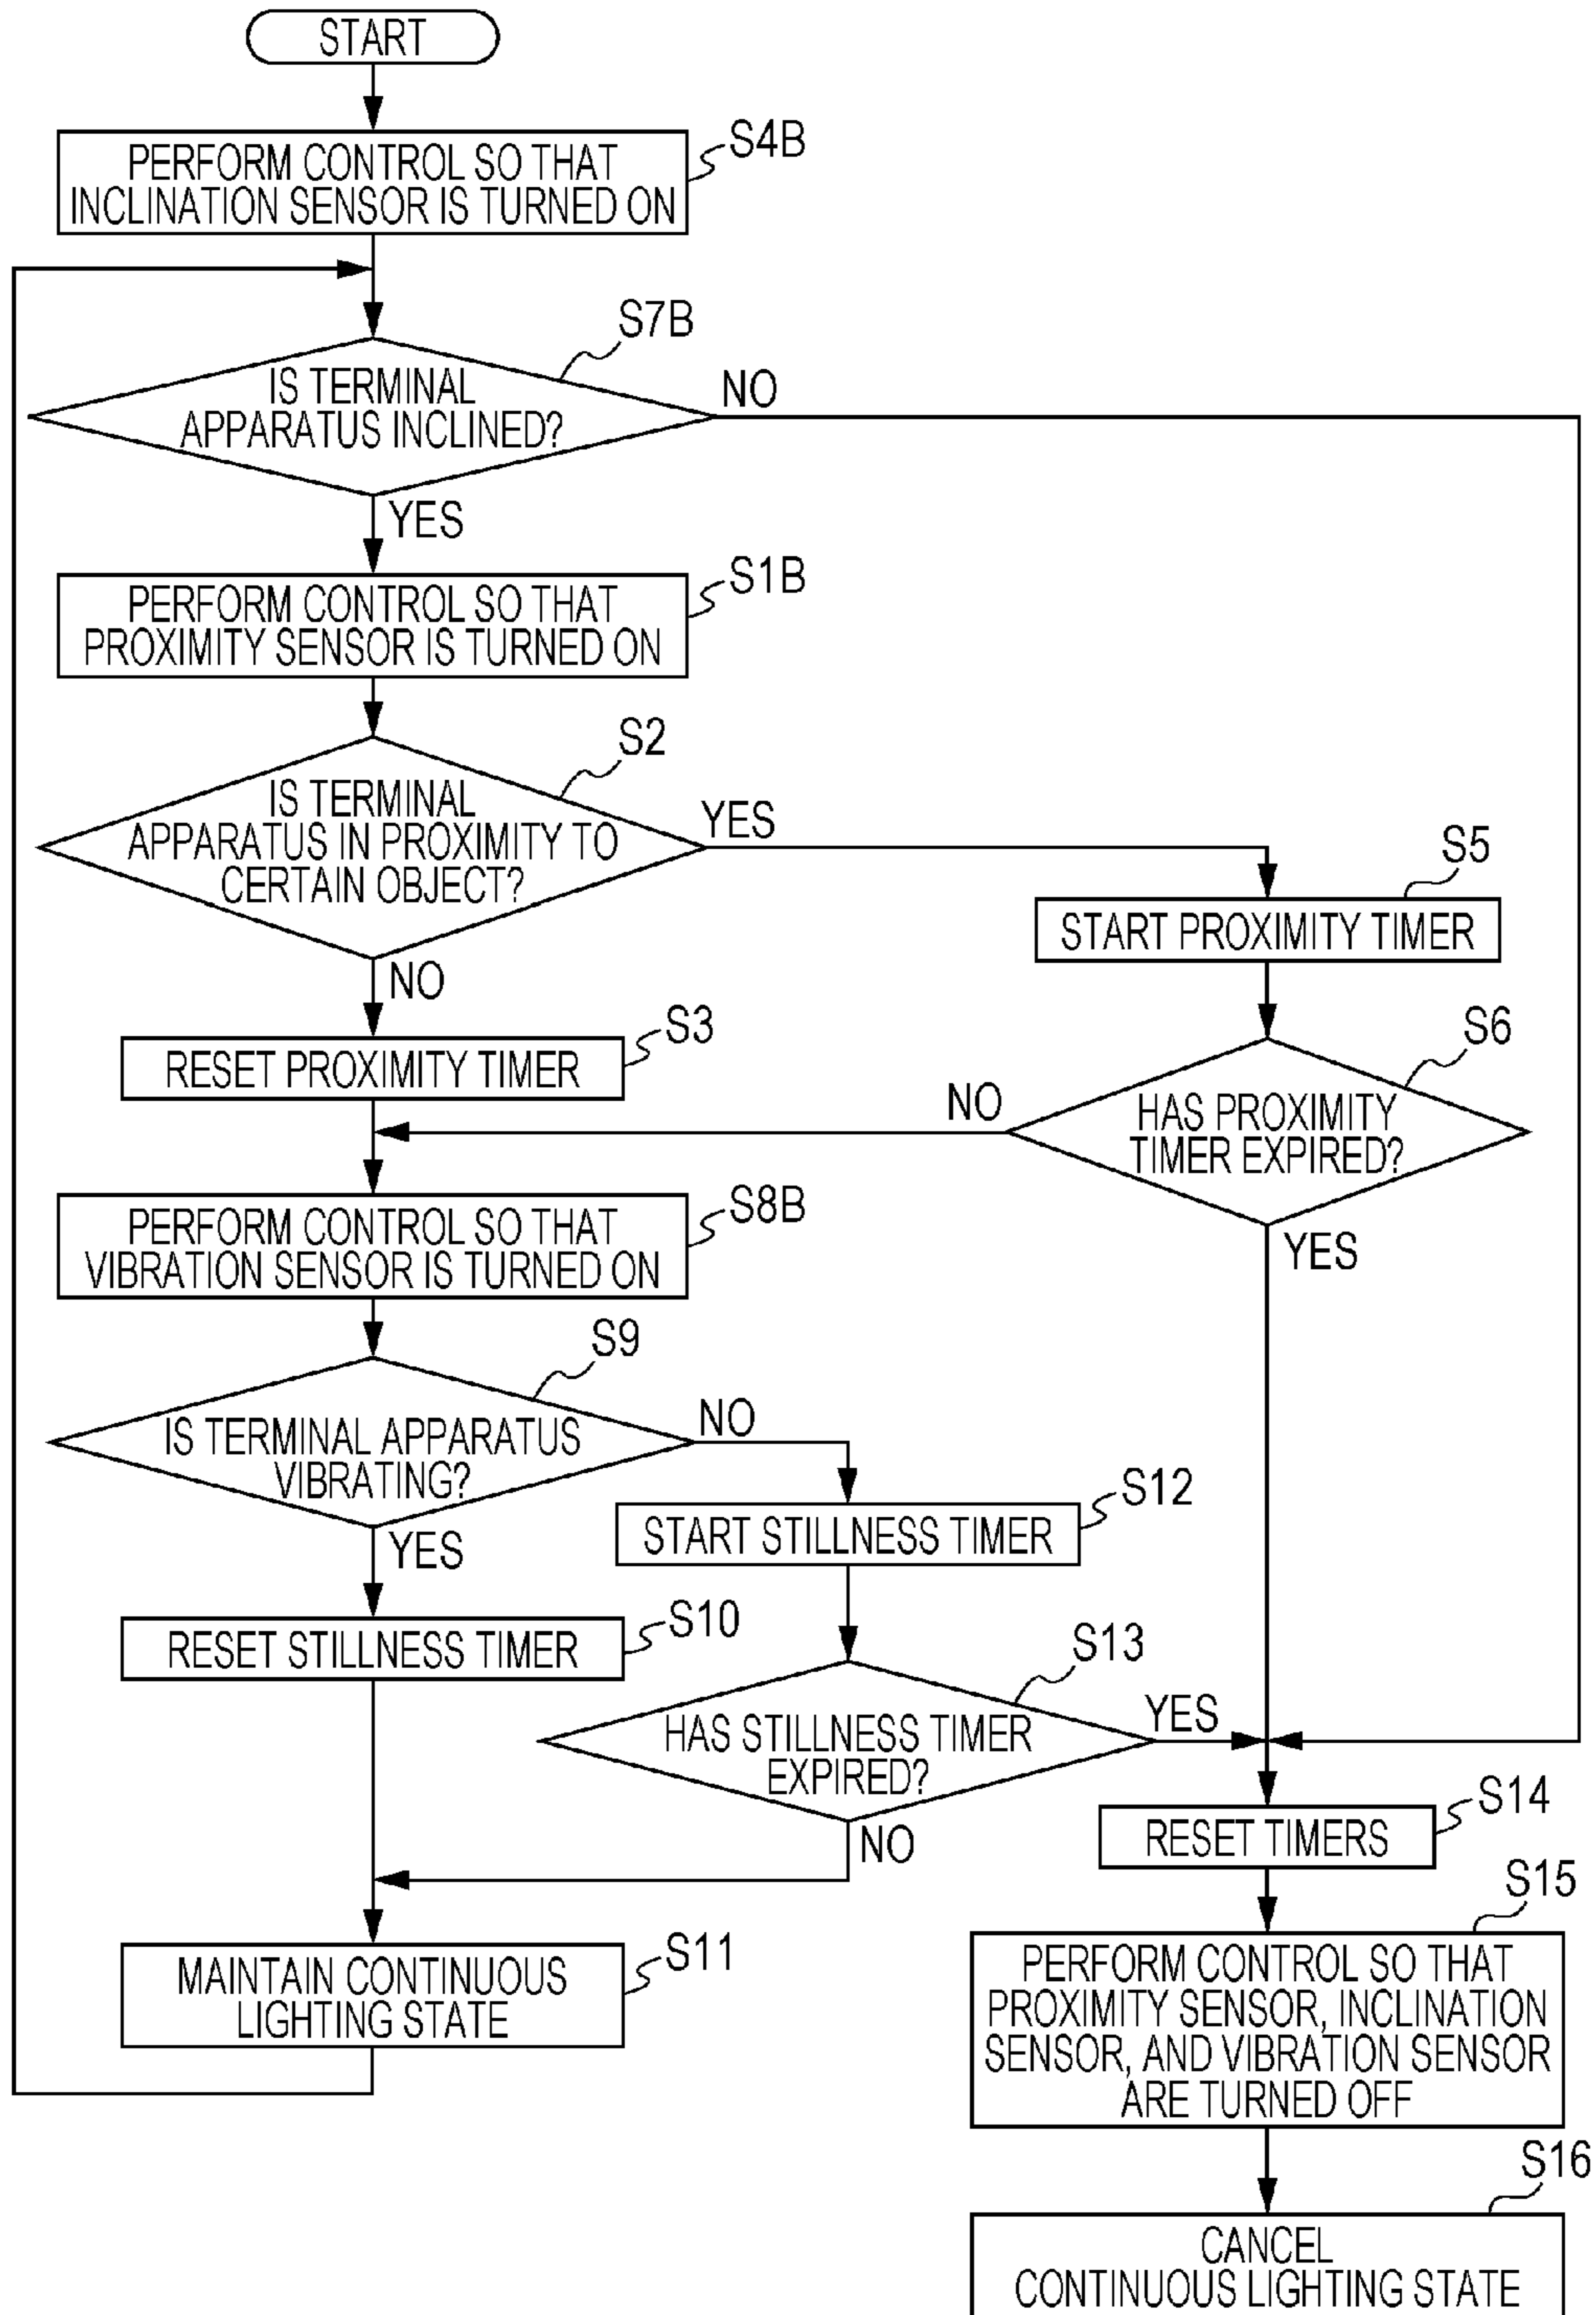 START
PERFORM CONTROL SO THAT
INCLINATION SENSOR IS TURNED ON
S4B
S7B
IS TERMINAL
APPARATUS INCLINED?
NO
YES
PERFORM CONTROL SO THAT
PROXIMITY SENSOR IS TURNED ON
S1B
S2
IS TERMINAL
APPARATUS IN PROXIMITY TO
CERTAIN OBJECT?
YES
NO
S5
START PROXIMITY TIMER
S3
RESET PROXIMITY TIMER
S6
HAS PROXIMITY
TIMER EXPIRED?
NO
YES
PERFORM CONTROL SO THAT
VIBRATION SENSOR IS TURNED ON
S8B
S9
IS TERMINAL APPARATUS
VIBRATING?
NO
YES
S12
START STILLNESS TIMER
RESET STILLNESS TIMER
S10
S13
HAS STILLNESS TIMER
EXPIRED?
YES
NO
S14
RESET TIMERS
MAINTAIN CONTINUOUS
LIGHTING STATE
S11
S15
PERFORM CONTROL SO THAT
PROXIMITY SENSOR, INCLINATION
SENSOR, AND VIBRATION SENSOR
ARE TURNED OFF
S16
CANCEL
CONTINUOUS LIGHTING STATE